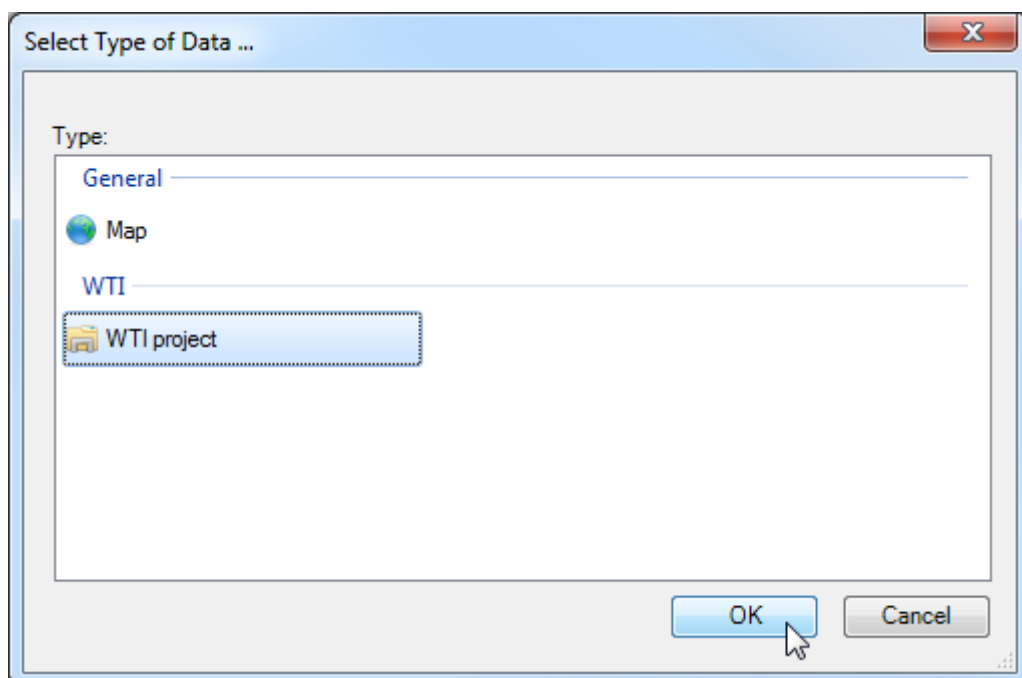 Select Type of Data ...
Type:
General
Map
WTI
WTI project
OK
Cancel